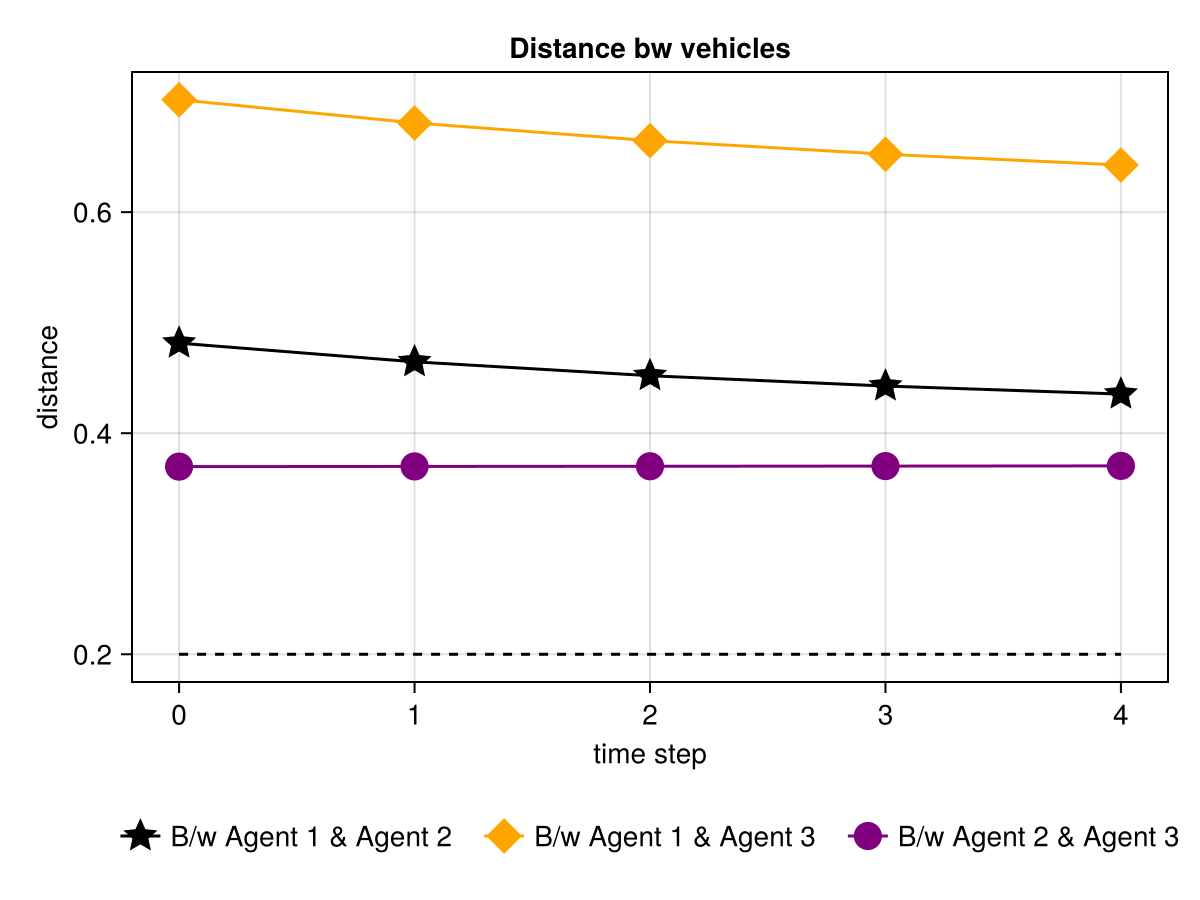 Distance bw vehicles
distance
0.6
0.4
0.2
0 1 2 3 4
time step
B/w Agent 1 & Agent 2 B/w Agent 1 & Agent 3 B/w Agent 2 & Agent 3